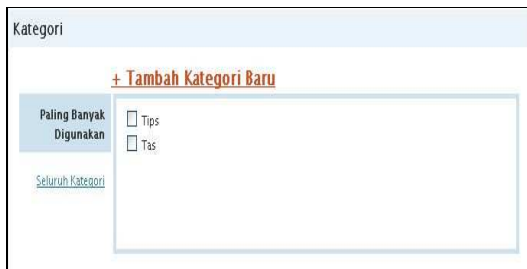 Kategori
+ Tambah Kategori Baru
Paling Banyak
Digunakan
Tips
Tas
Seluruh Kategori